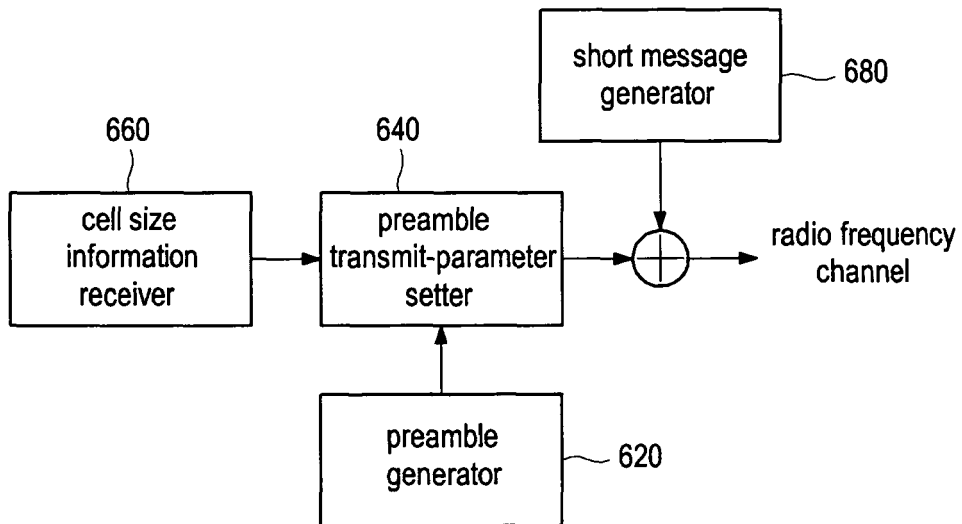 short message
generator
680
660
640
cell size
information
receiver
preamble
transmit-parameter
setter
radio frequency
channel
preamble
generator
620